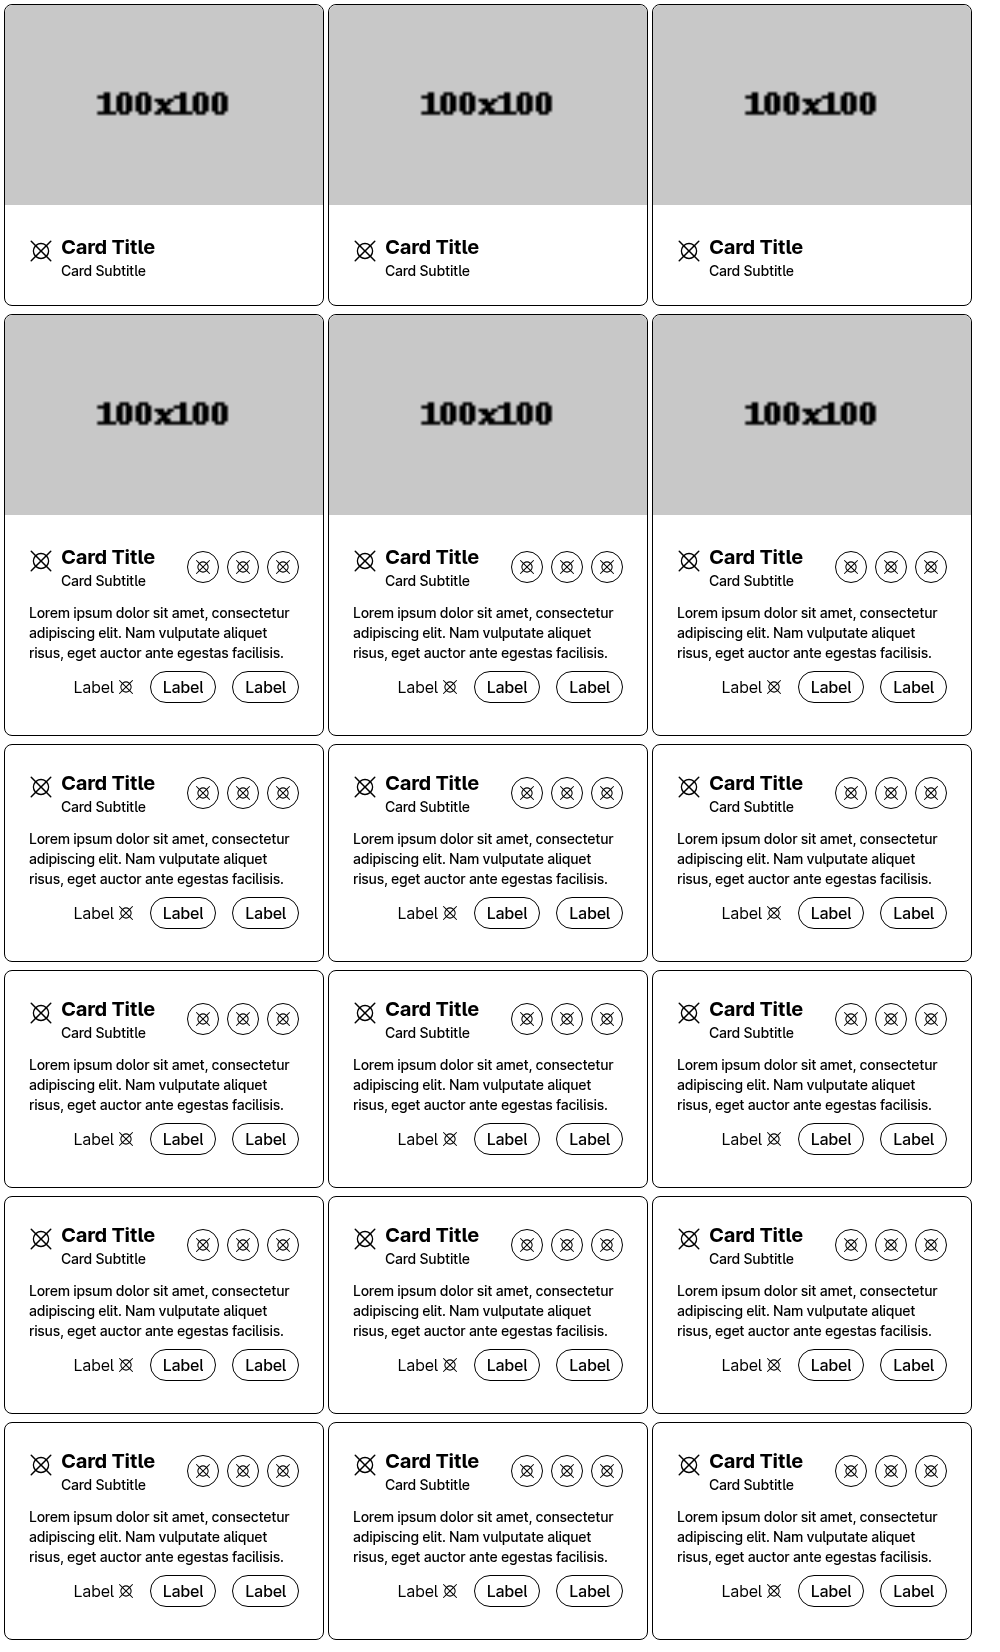 100x100
100x100
100x100
Card Title
Card Subtitle
Card Title
Card Subtitle
Card Title
Card Subtitle
100x100
100x100
100x100
Card Title
Card Subtitle
Lorem ipsum dolor sit amet, consectetur
adipiscing elit. Nam vulputate aliquet
risus, eget auctor ante egestas facilisis.
Label Label Label
Card Title
Card Subtitle
Lorem ipsum dolor sit amet, consectetur
adipiscing elit. Nam vulputate aliquet
risus, eget auctor ante egestas facilisis.
Label Label Label
Card Title
Card Subtitle
Lorem ipsum dolor sit amet, consectetur
adipiscing elit. Nam vulputate aliquet
risus, eget auctor ante egestas facilisis.
Label Label Label
Card Title
Card Subtitle
Lorem ipsum dolor sit amet, consectetur
adipiscing elit. Nam vulputate aliquet
risus, eget auctor ante egestas facilisis.
Label Label Label
Card Title
Card Subtitle
Lorem ipsum dolor sit amet, consectetur
adipiscing elit. Nam vulputate aliquet
risus, eget auctor ante egestas facilisis.
Label Label Label
Card Title
Card Subtitle
Lorem ipsum dolor sit amet, consectetur
adipiscing elit. Nam vulputate aliquet
risus, eget auctor ante egestas facilisis.
Label Label Label
Card Title
Card Subtitle
Lorem ipsum dolor sit amet, consectetur
adipiscing elit. Nam vulputate aliquet
risus, eget auctor ante egestas facilisis.
Label Label Label
Card Title
Card Subtitle
Lorem ipsum dolor sit amet, consectetur
adipiscing elit. Nam vulputate aliquet
risus, eget auctor ante egestas facilisis.
Label Label Label
Card Title
Card Subtitle
Lorem ipsum dolor sit amet, consectetur
adipiscing elit. Nam vulputate aliquet
risus, eget auctor ante egestas facilisis.
Label Label Label
Card Title
Card Subtitle
Lorem ipsum dolor sit amet, consectetur
adipiscing elit. Nam vulputate aliquet
risus, eget auctor ante egestas facilisis.
Label Label Label
Card Title
Card Subtitle
Lorem ipsum dolor sit amet, consectetur
adipiscing elit. Nam vulputate aliquet
risus, eget auctor ante egestas facilisis.
Label Label Label
Card Title
Card Subtitle
Lorem ipsum dolor sit amet, consectetur
adipiscing elit. Nam vulputate aliquet
risus, eget auctor ante egestas facilisis.
Label Label Label
Card Title
Card Subtitle
Lorem ipsum dolor sit amet, consectetur
adipiscing elit. Nam vulputate aliquet
risus, eget auctor ante egestas facilisis.
Label Label Label
Card Title
Card Subtitle
Lorem ipsum dolor sit amet, consectetur
adipiscing elit. Nam vulputate aliquet
risus, eget auctor ante egestas facilisis.
Label Label Label
Card Title
Card Subtitle
Lorem ipsum dolor sit amet, consectetur
adipiscing elit. Nam vulputate aliquet
risus, eget auctor ante egestas facilisis.
Label Label Label